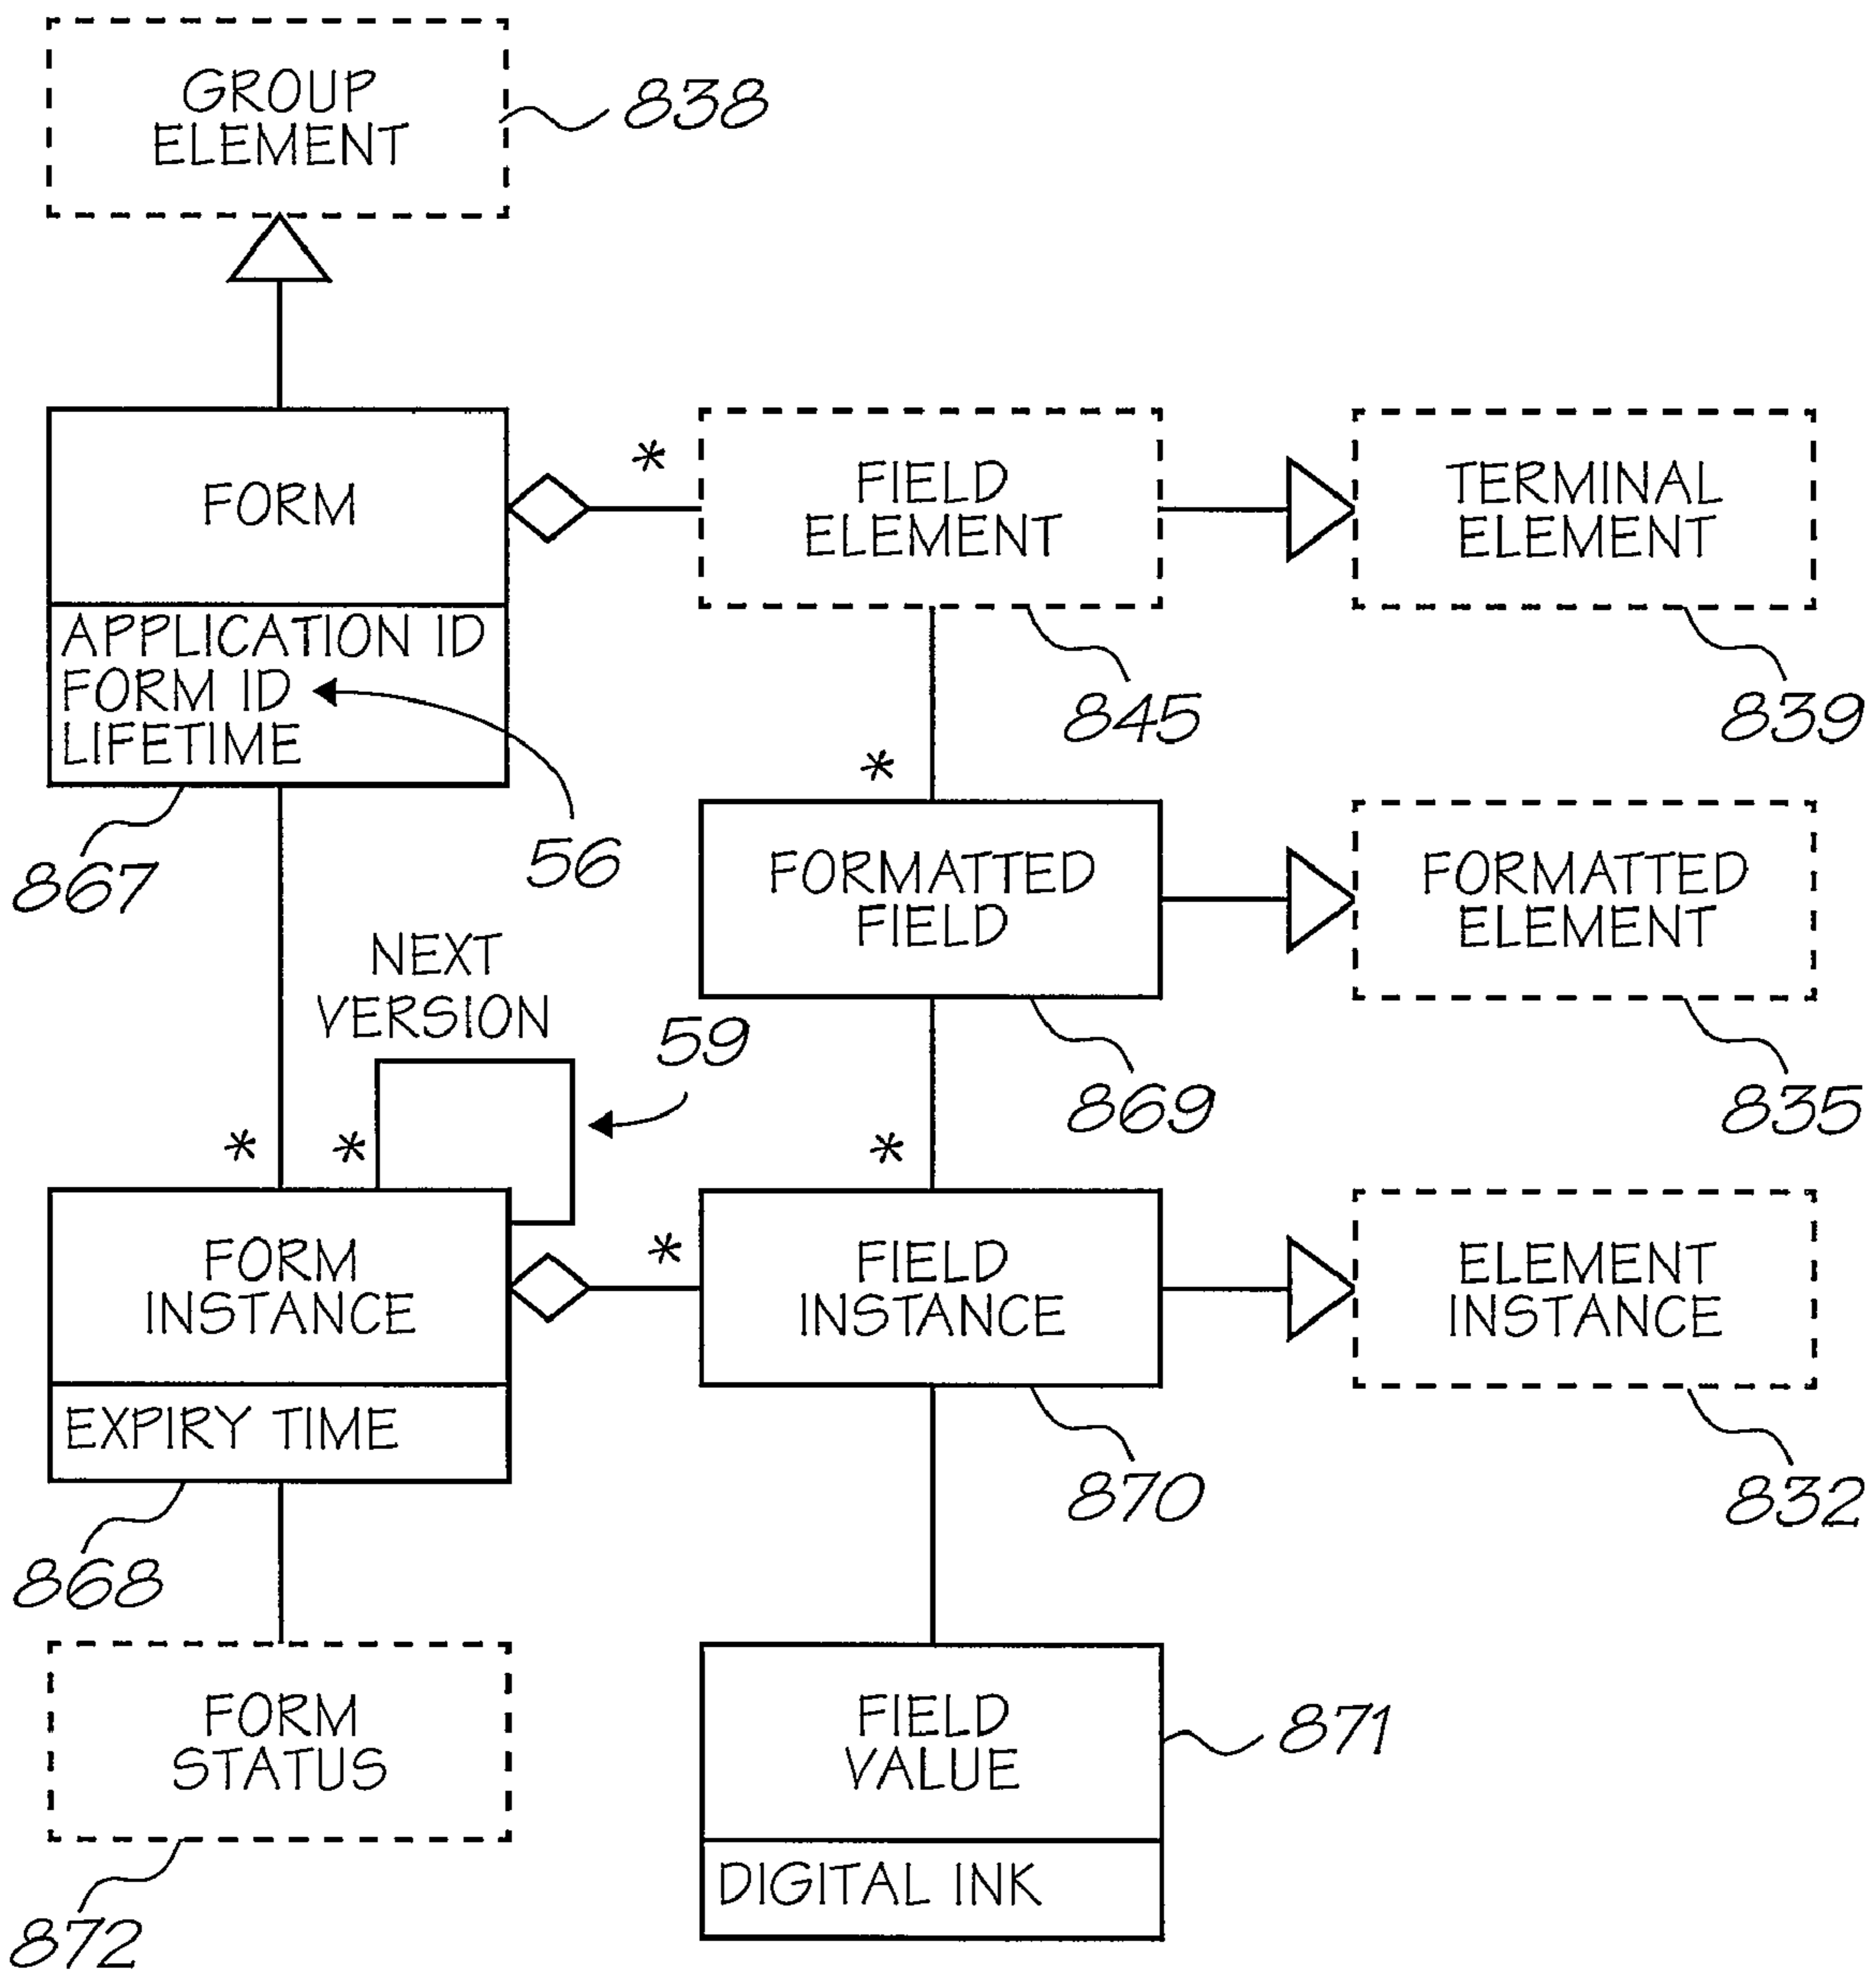 GROUP
ELEMENT
838
*
FORM
FIELD
ELEMENT
TERMINAL
ELEMENT
APPLICATION ID
FORM ID
LIFETIME
845
839
*
867
56
FORMATTED
FIELD
FORMATTED
ELEMENT
NEXT
VERSION
59
869
835
*
*
*
FORM
INSTANCE
*
FIELD
INSTANCE
ELEMENT
INSTANCE
EXPIRY TIME
870
832
868
FORM
STATUS
FIELD
VALUE
871
DIGITAL INK
872